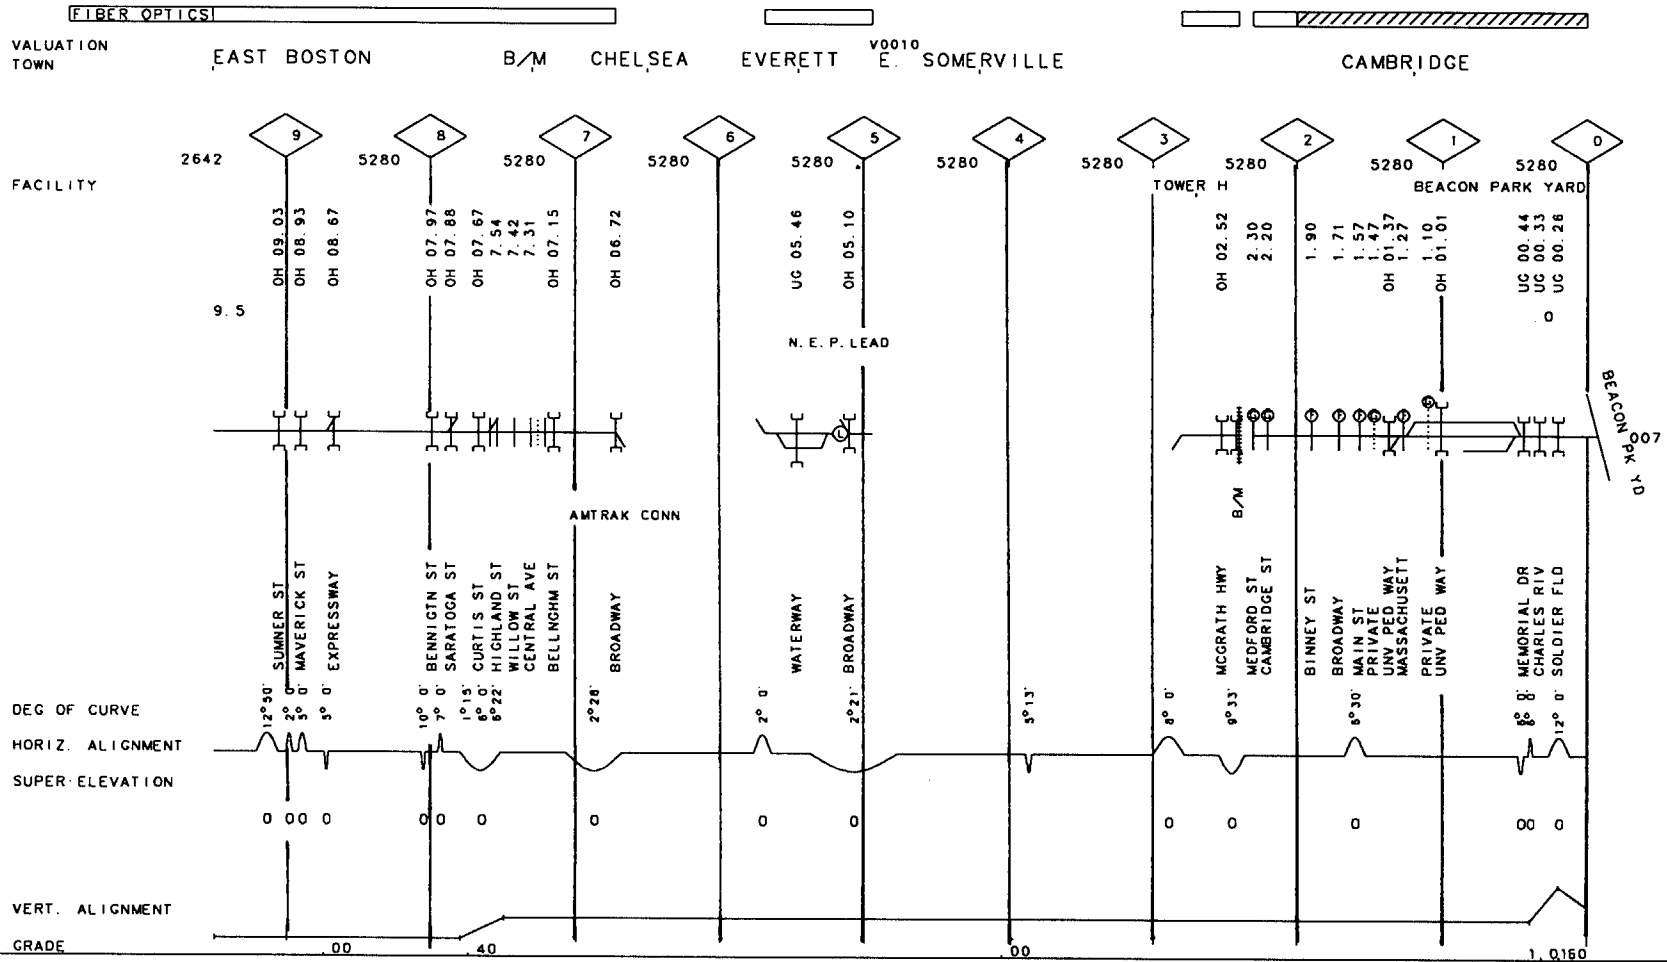 FIBER OPTICS
VALUATION V0010
TOWN EAST BOSTON B/M CHELSEA EVERETT E. SOMERVILLE CAMBRIDGE
9 8 7 6 5 4 3 2 1 0
2642 5280 5280 5280 5280 5280 5280 5280 5280 5280
FACILITY TOWER H BEACON PARK YARD
OH 09.03
OH 08.93
OH 08.67
OH 07.97
OH 07.88
OH 07.67
7.54
7.42
7.31
OH 07.15
OH 06.72
UG 05.46
OH 05.10
OH 02.52
2.30
2.20
1.90
1.71
1.57
1.47
OH 01.37
1.27
1.10
OH 01.01
UG 00.44
UG 00.33
UG 00.26
9.5
.0
N.E.P. LEAD
L
BEACON PK YD
007
B/M
AMTRAK CONN
SUMNER ST
MAVERICK ST
EXPRESSWAY
BENNIGTN ST
SARATOGA ST
CURTIS ST
HIGHLAND ST
WILLOW ST
CENTRAL AVE
BELLNGHM ST
BROADWAY
WATERWAY
BROADWAY
MCGRATH HWY
MEDFORD ST
CAMBRIDGE ST
BINNEY ST
BROADWAY
MAIN ST
PRIVATE
UNV PED WAY
MASSACHUSETT
PRIVATE
UNV PED WAY
MEMORIAL DR
CHARLES RIV
SOLDIER FLD
DEG OF CURVE
12° 50'
2° 0'
5° 0'
5° 0'
10° 0'
7° 0'
1° 15'
6° 0'
6° 22'
2° 28'
2° 0'
2° 21'
5° 13'
8° 0'
9° 33'
6° 30'
6° 0'
12° 0'
HORIZ. ALIGNMENT
SUPER-ELEVATION
0 0 0 0 0 0 0 0 0 0 0 0 0 0 0 0
VERT. ALIGNMENT
GRADE .00 .40 .00